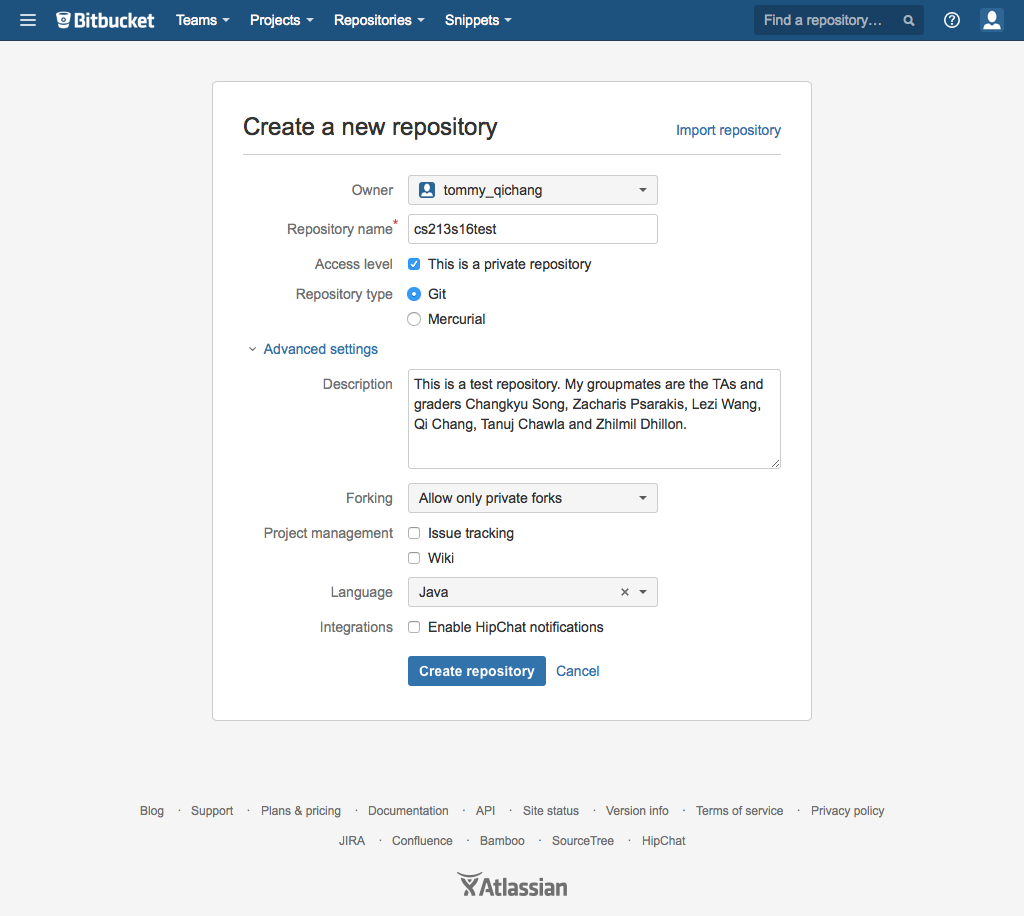 Bitbucket Teams Projects Repositories Snippets Find a repository...
Create a new repository
Import repository
Owner tommy_qichang
Repository name* cs213s16test
Access level This is a private repository
Repository type Git
Mercurial
Advanced settings
Description This is a test repository. My groupmates are the TAs and
graders Changkyu Song, Zacharis Psarakis, Lezi Wang,
Qi Chang, Tanuj Chawla and Zhilmil Dhillon.
Forking Allow only private forks
Project management Issue tracking
Wiki
Language Java
Integrations Enable HipChat notifications
Create repository Cancel
Blog · Support · Plans & pricing · Documentation · API · Site status · Version info · Terms of service · Privacy policy
JIRA · Confluence · Bamboo · SourceTree · HipChat
Atlassian